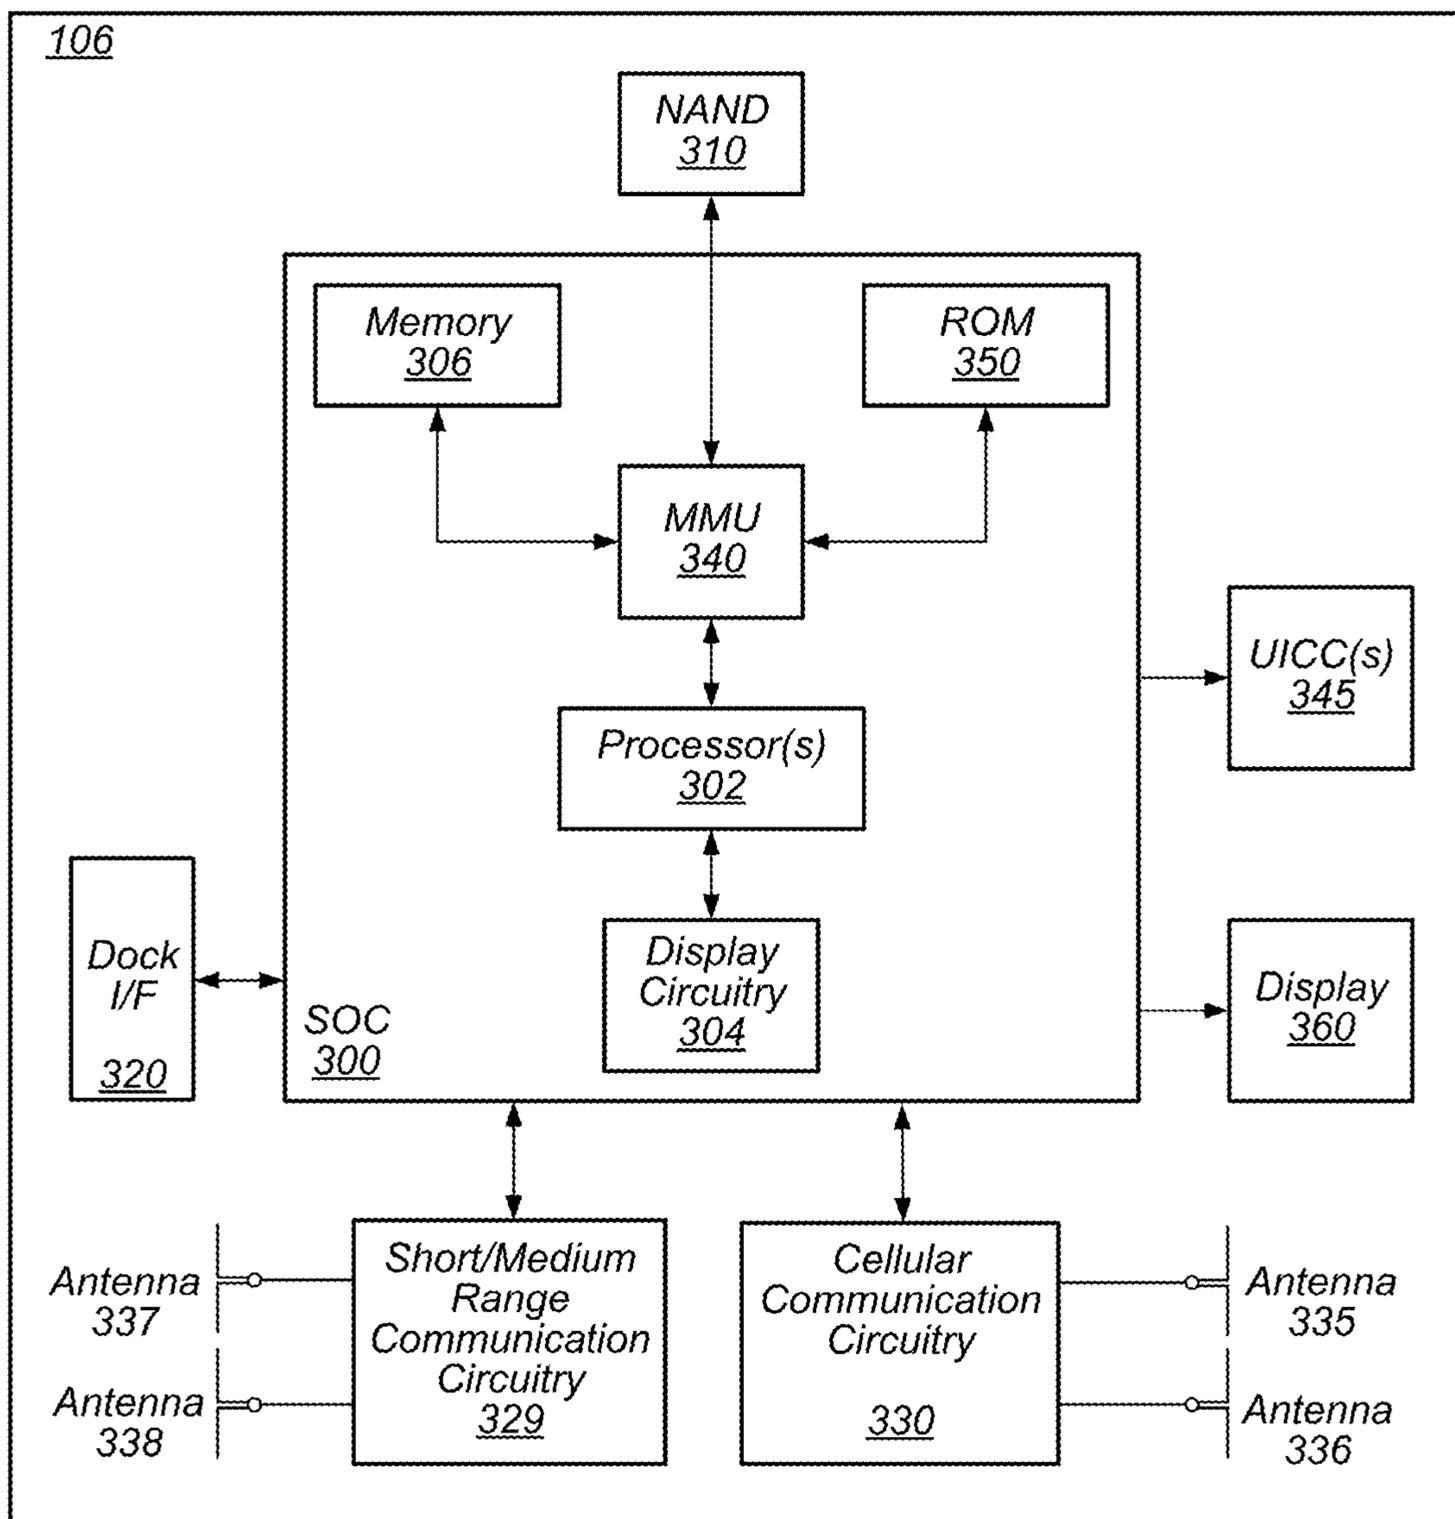 106
NAND
310
Memory
306
ROM
350
MMU
340
UICC(s)
345
Processor(s)
302
Dock
I/F
320
Display
Circuitry
304
SOC
300
Display
360
Short/Medium
Range
Communication
Circuitry
329
Cellular
Communication
Circuitry
330
Antenna
337
Antenna
338
Antenna
335
Antenna
336